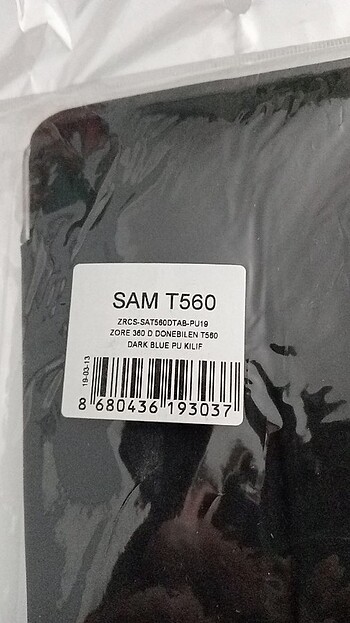 SAM T560
ZRCS-SAT560DTAB-PU19
ZORE 360 D DONEBILEN T560
DARK BLUE PU KILIF
19-03-13
8 680436 193037